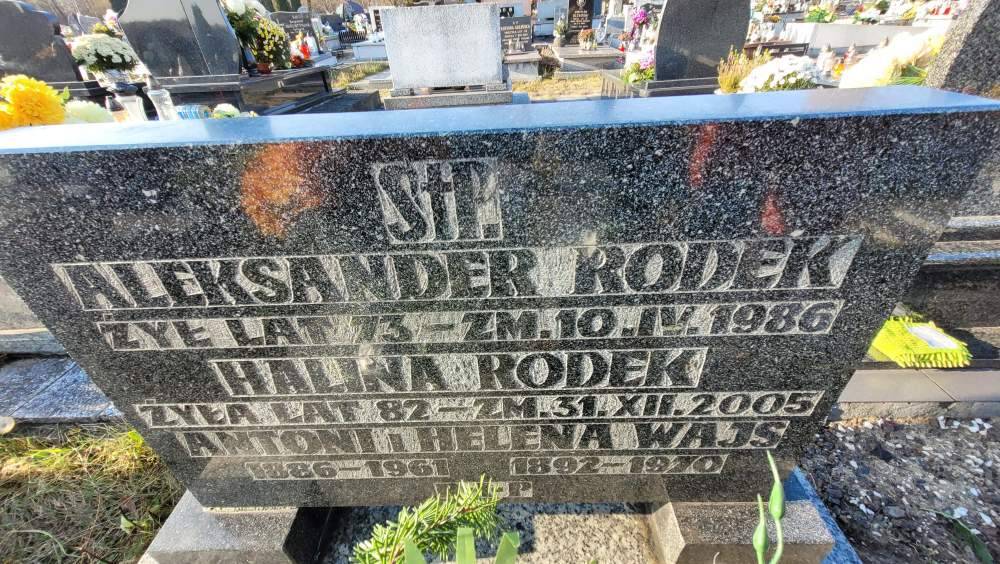 Ś†P.
ALEKSANDER RODEK
ŻYŁ LAT 73 – ZM. 10.IV.1986
HALINA RODEK
ŻYŁA LAT 82 – ZM. 31.XII.2005
ANTONI i HELENA WAJS
1886–1961 1892–1970